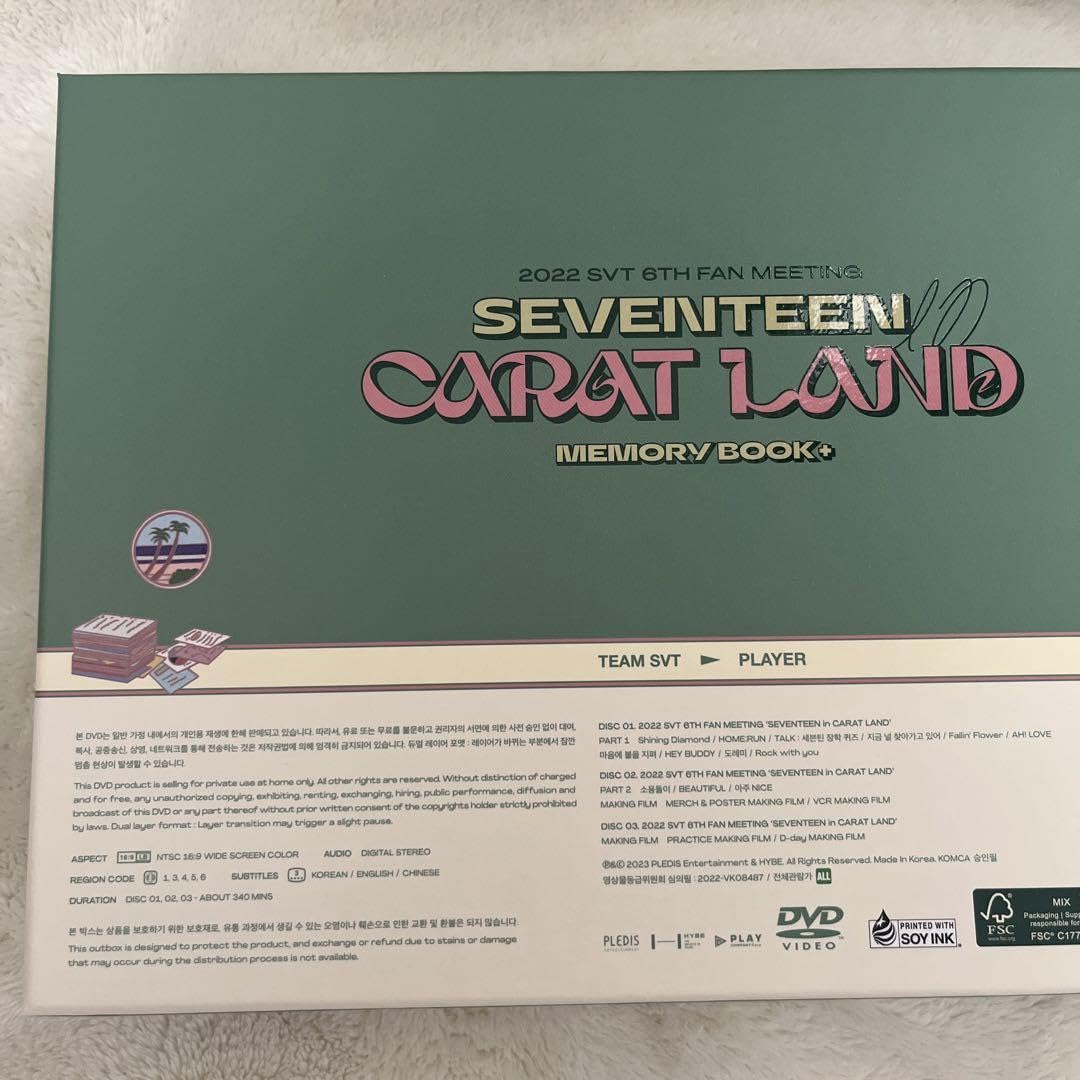 2022 SVT 6TH FAN MEETING
SEVENTEEN
CARAT LAND
MEMORY BOOK+
TEAM SVT ► PLAYER
본 DVD는 일반 가정 내에서의 개인용 재생에 한해 판매되고 있습니다. 따라서, 유료 또는 무료를 불문하고 권리자의 서면에 의한 사전 승인 없이 대여,
복사, 공중송신, 상영, 네트워크를 통해 전송하는 것은 저작권법에 의해 엄격히 금지되어 있습니다. 듀얼 레이어 포맷 : 레이어가 바뀌는 부분에서 잠깐
멈춤 현상이 발생할 수 있습니다.
This DVD product is selling for private use at home only. All other rights are reserved. Without distinction of charged
and for free, any unauthorized copying, exhibiting, renting, exchanging, hiring, public performance, diffusion and
broadcast of this DVD or any part thereof without prior written consent of the copyrights holder strictly prohibited
by laws. Dual layer format : Layer transition may trigger a slight pause.
ASPECT 16:9 LB NTSC 16:9 WIDE SCREEN COLOR AUDIO DIGITAL STEREO
REGION CODE 1, 3, 4, 5, 6 SUBTITLES 3 KOREAN / ENGLISH / CHINESE
DURATION DISC 01, 02, 03 - ABOUT 340 MINS
본 박스는 상품을 보호하기 위한 보호재로, 유통 과정에서 생길 수 있는 오염이나 훼손으로 인한 교환 및 환불은 되지 않습니다.
This outbox is designed to protect the product, and exchange or refund due to stains or damage
that may occur during the distribution process is not available.
DISC 01. 2022 SVT 6TH FAN MEETING 'SEVENTEEN in CARAT LAND'
PART 1 Shining Diamond / HOME;RUN / TALK : 세븐틴 장학 퀴즈 / 지금 널 찾아가고 있어 / Fallin' Flower / AH! LOVE
마음에 불을 지펴 / HEY BUDDY / 도레미 / Rock with you
DISC 02. 2022 SVT 6TH FAN MEETING 'SEVENTEEN in CARAT LAND'
PART 2 소용돌이 / BEAUTIFUL / 아주 NICE
MAKING FILM MERCH & POSTER MAKING FILM / VCR MAKING FILM
DISC 03. 2022 SVT 6TH FAN MEETING 'SEVENTEEN in CARAT LAND'
MAKING FILM PRACTICE MAKING FILM / D-day MAKING FILM
℗&© 2023 PLEDIS Entertainment & HYBE. All Rights Reserved. Made In Korea. KOMCA 승인필
영상물등급위원회 심의필 : 2022-VK08487 / 전체관람가 ALL
PLEDIS
ENTERTAINMENT
HYBE
PLAY
DVD
VIDEO
PRINTED WITH
SOY INK
FSC
www.fsc.org
MIX
Packaging
responsible
FSC® C177